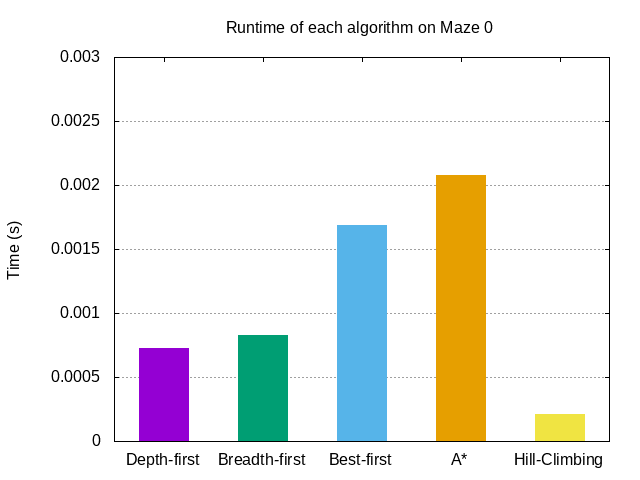 Runtime of each algorithm on Maze 0
0.003
0.0025
0.002
0.0015
0.001
0.0005
0
Time (s)
Depth-first Breadth-first Best-first A* Hill-Climbing